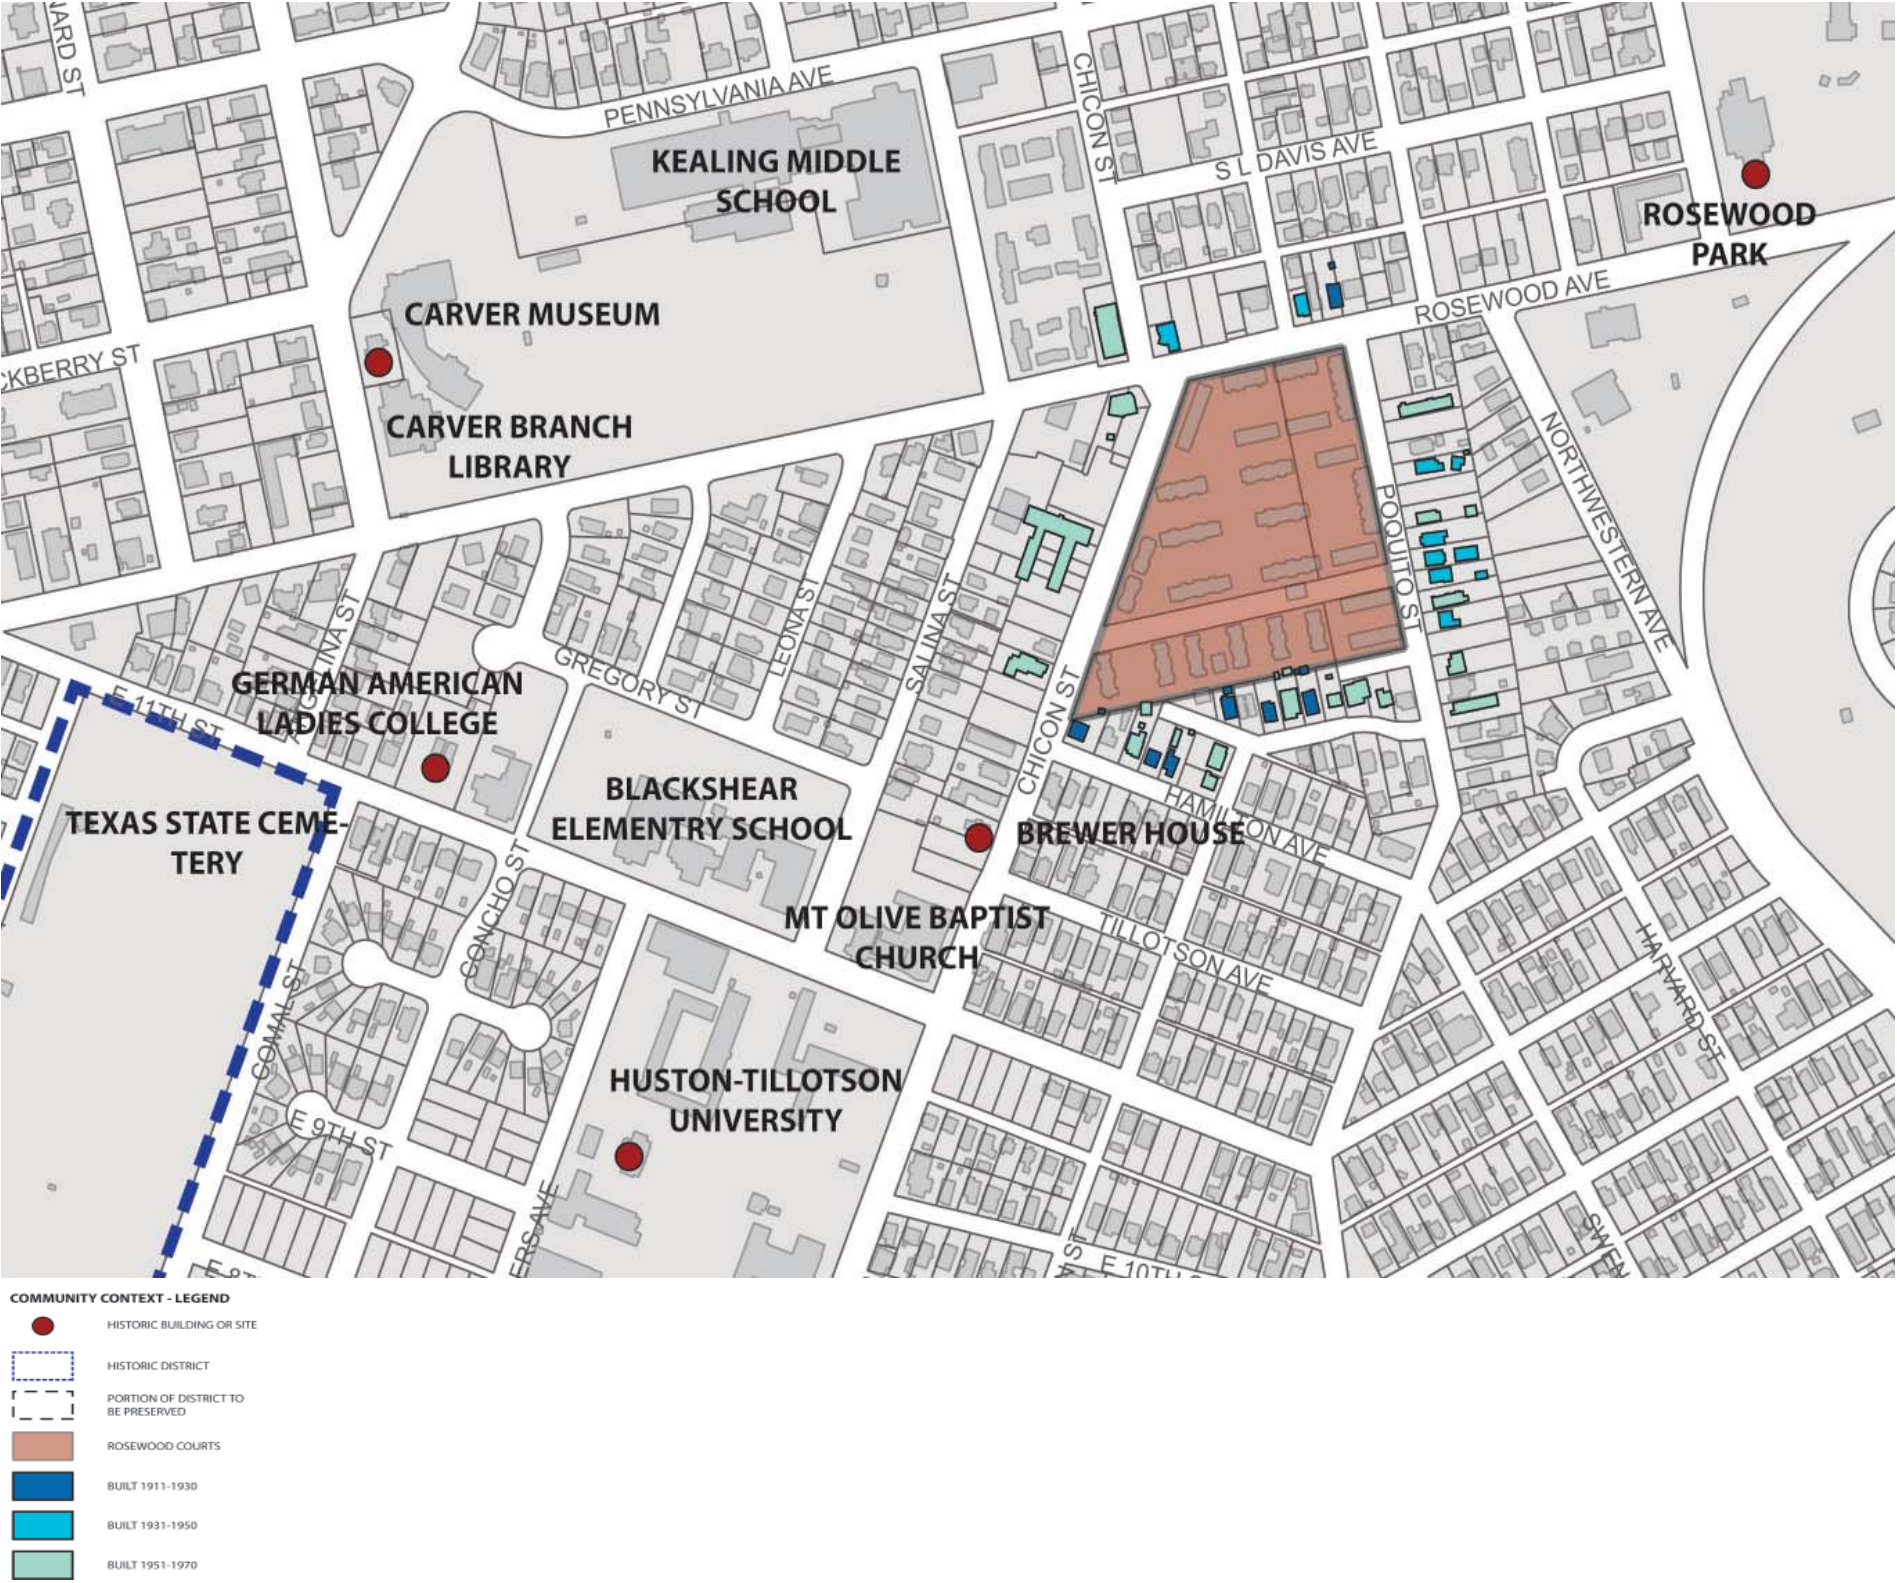 PENNSYLVANIA AVE
CHICON ST
S L DAVIS AVE
KEALING MIDDLE
SCHOOL
ROSEWOOD
PARK
ROSEWOOD AVE
CARVER MUSEUM
CARVER BRANCH
LIBRARY
NORTHWESTERN AVE
POQUITO ST
LEONA ST
SALINA ST
GREGORY ST
E 11TH ST
GERMAN AMERICAN
LADIES COLLEGE
CHICON ST
BLACKSHEAR
ELEMENTRY SCHOOL
HAMILTON AVE
BREWER HOUSE
TEXAS STATE CEME-
TERY
CONCHO ST
MT OLIVE BAPTIST
CHURCH
TILLOTSON AVE
HARVARD ST
COMAL ST
HUSTON-TILLOTSON
UNIVERSITY
E 9TH ST
COMMUNITY CONTEXT - LEGEND
HISTORIC BUILDING OR SITE
HISTORIC DISTRICT
PORTION OF DISTRICT TO
BE PRESERVED
ROSEWOOD COURTS
BUILT 1911-1930
BUILT 1931-1950
BUILT 1951-1970